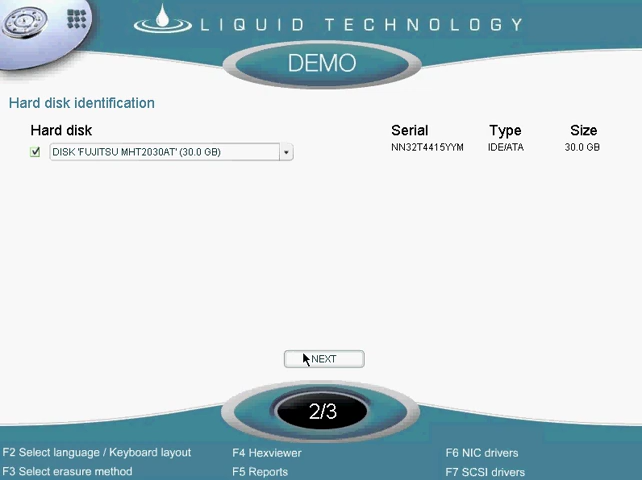 LIQUID TECHNOLOGY
DEMO
Hard disk identification
Hard disk Serial Type Size
DISK 'FUJITSU MHT2030AT' (30.0 GB) NN32T4415YYM IDE/ATA 30.0 GB
NEXT
2/3
F2 Select language / Keyboard layout F4 Hexviewer F6 NIC drivers
F3 Select erasure method F5 Reports F7 SCSI drivers